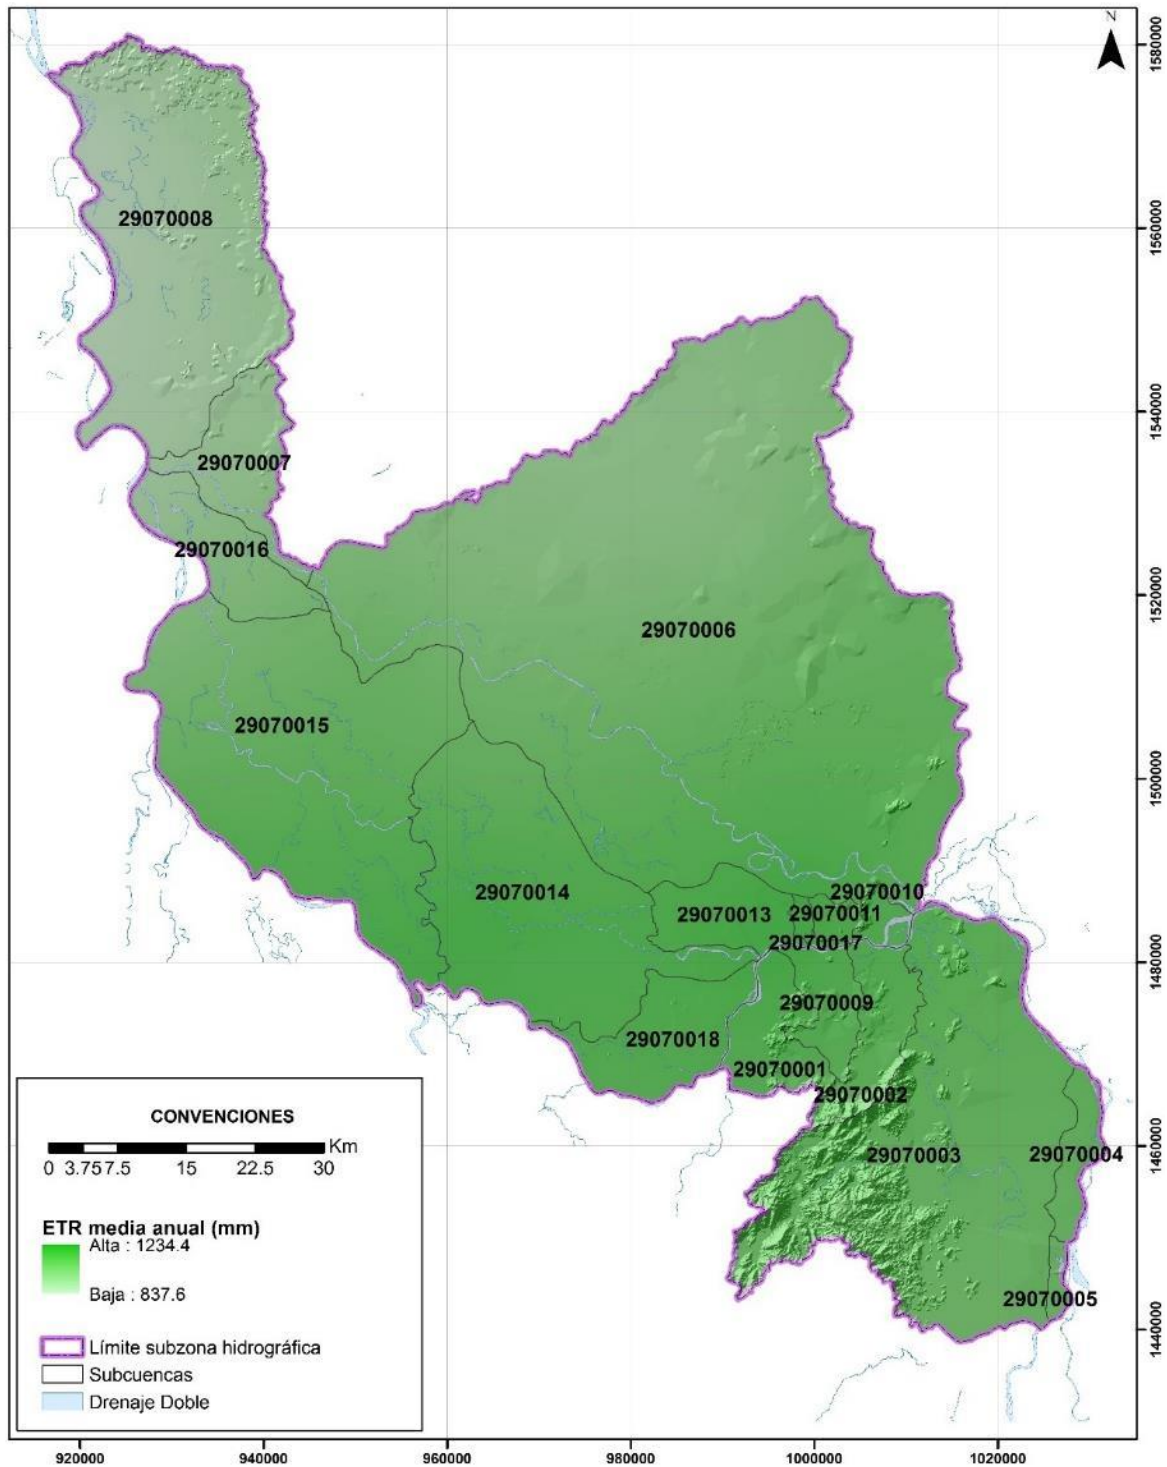 N
1580000
29070008
1560000
1540000
29070007
29070016
1520000
29070006
29070015
1500000
29070014
29070010
29070013
29070011
29070017
1480000
29070009
29070018
29070001
29070002
29070003
29070004
1460000
29070005
1440000
CONVENCIONES
Km
0 3.75 7.5 15 22.5 30
ETR media anual (mm)
Alta : 1234.4
Baja : 837.6
Límite subzona hidrográfica
Subcuencas
Drenaje Doble
920000 940000 960000 980000 1000000 1020000